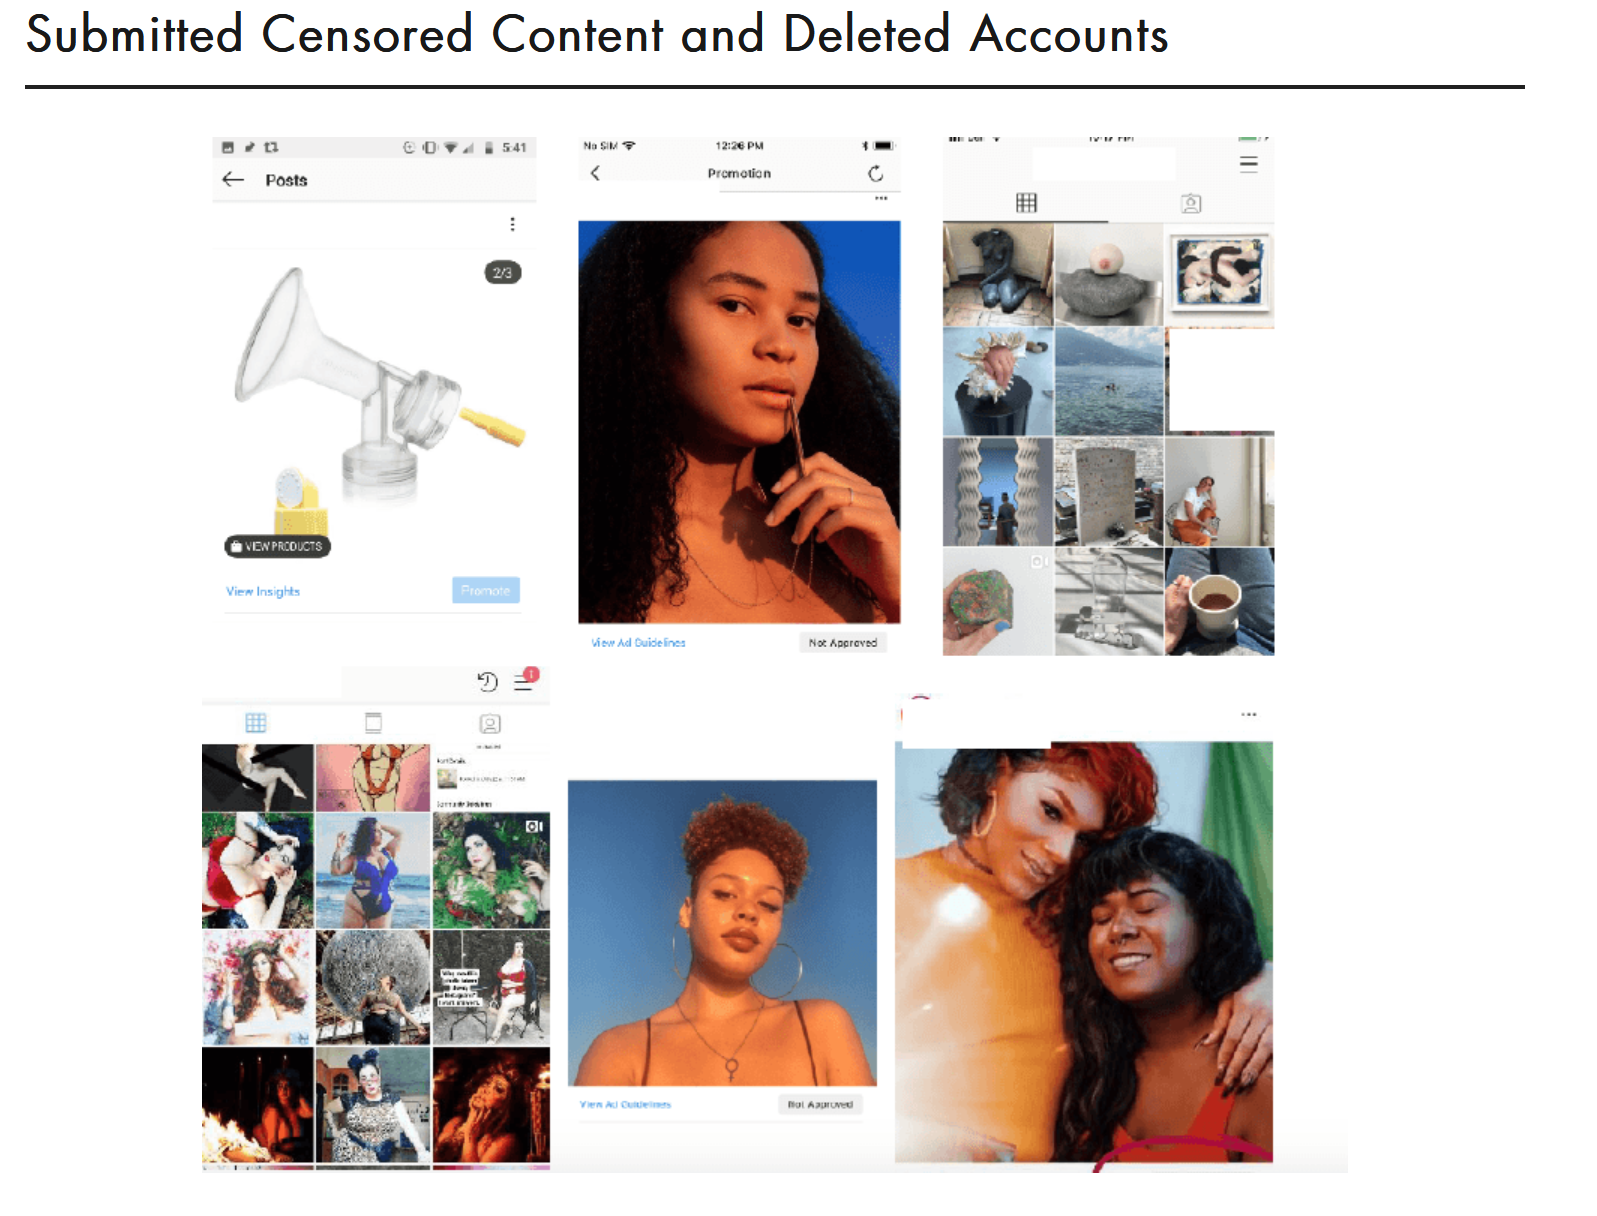 Submitted Censored Content and Deleted Accounts
5:41
Posts
2/3
VIEW PRODUCTS
View Insights
Promote
No SIM
12:26 PM
Promotion
View Ad Guidelines
Not Approved
1
View Ad Guidelines
Not Approved